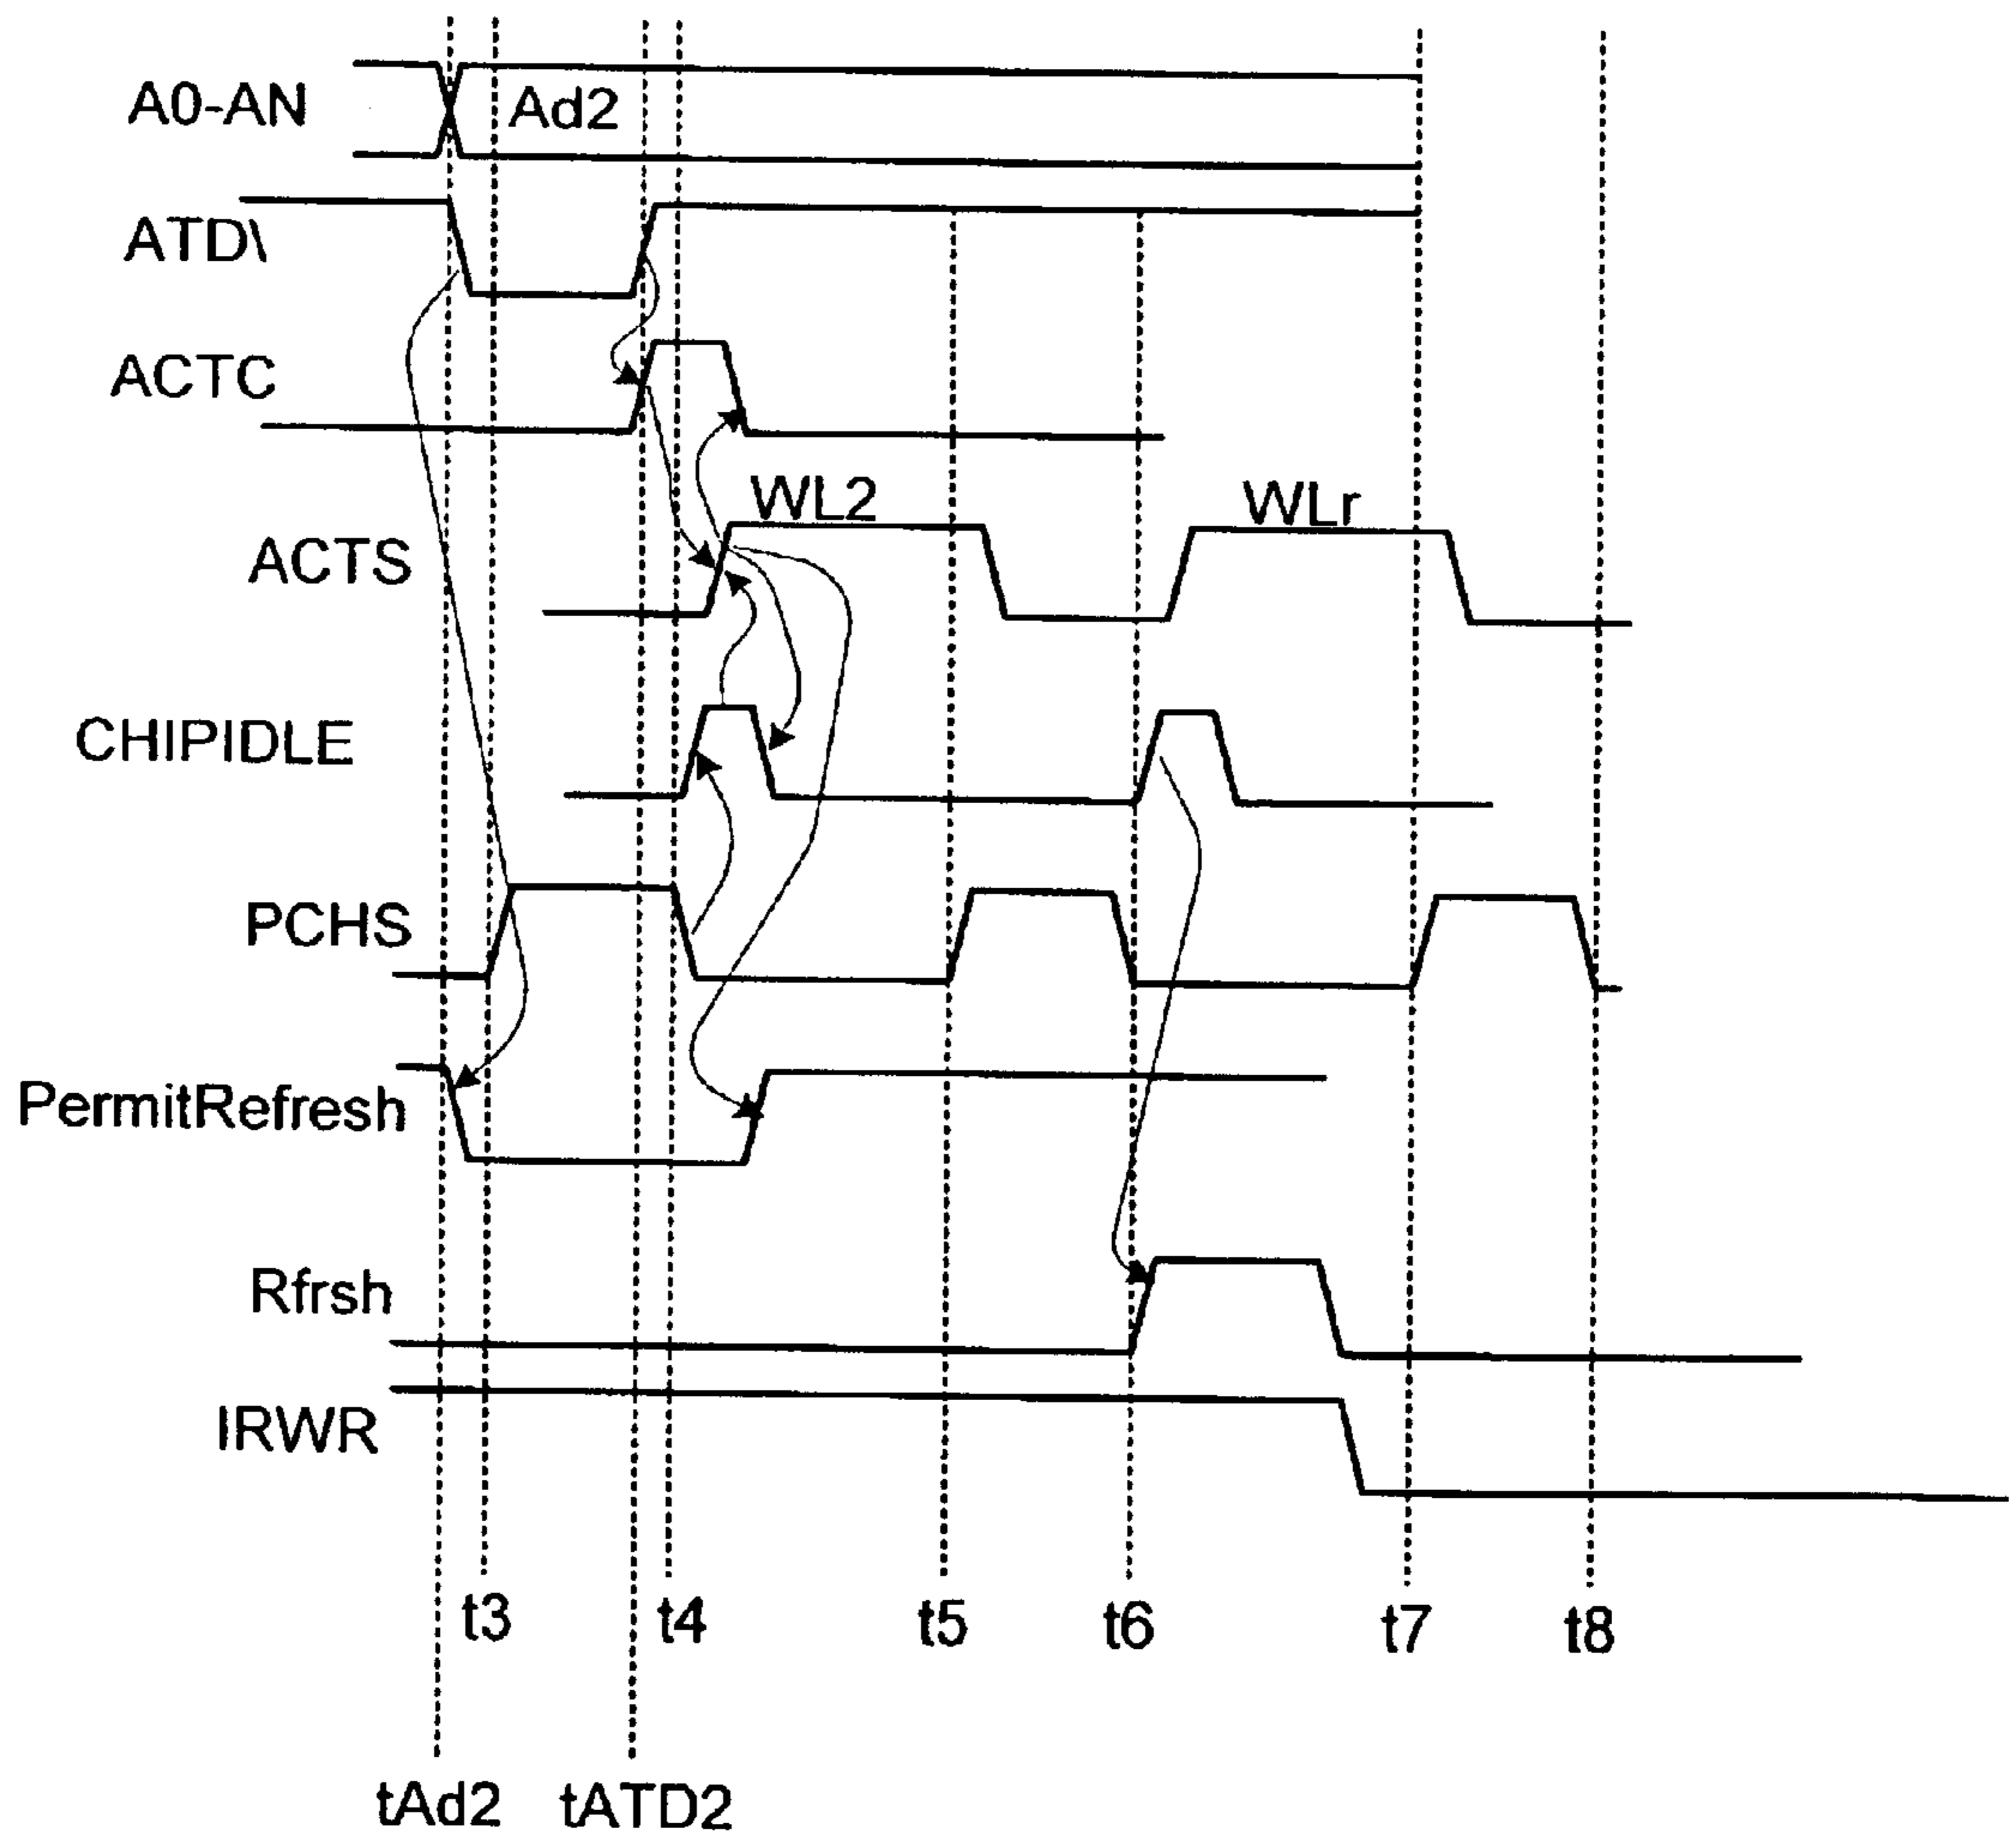 A0-AN
Ad2
ATD\
ACTC
WL2
WLr
ACTS
CHIPIDLE
PCHS
PermitRefresh
Rfrsh
IRWR
t3
t4
t5
t6
t7
t8
tAd2
tATD2